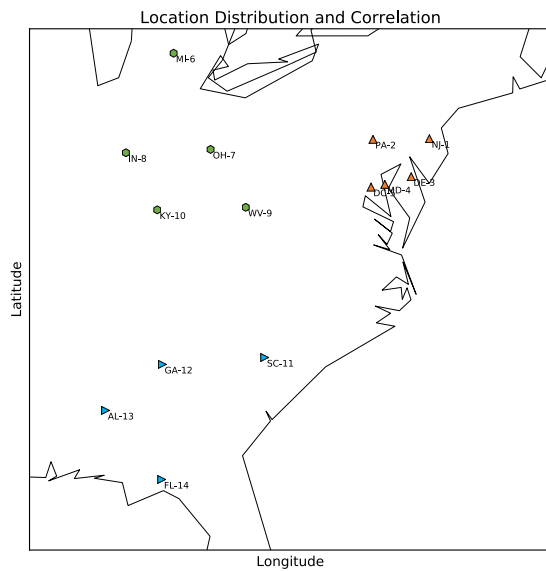 Location Distribution and Correlation
MI-6
PA-2
NJ-1
OH-7
IN-8
DE-3
MD-4
KY-10
WV-9
SC-11
GA-12
AL-13
FL-14
Latitude
Longitude